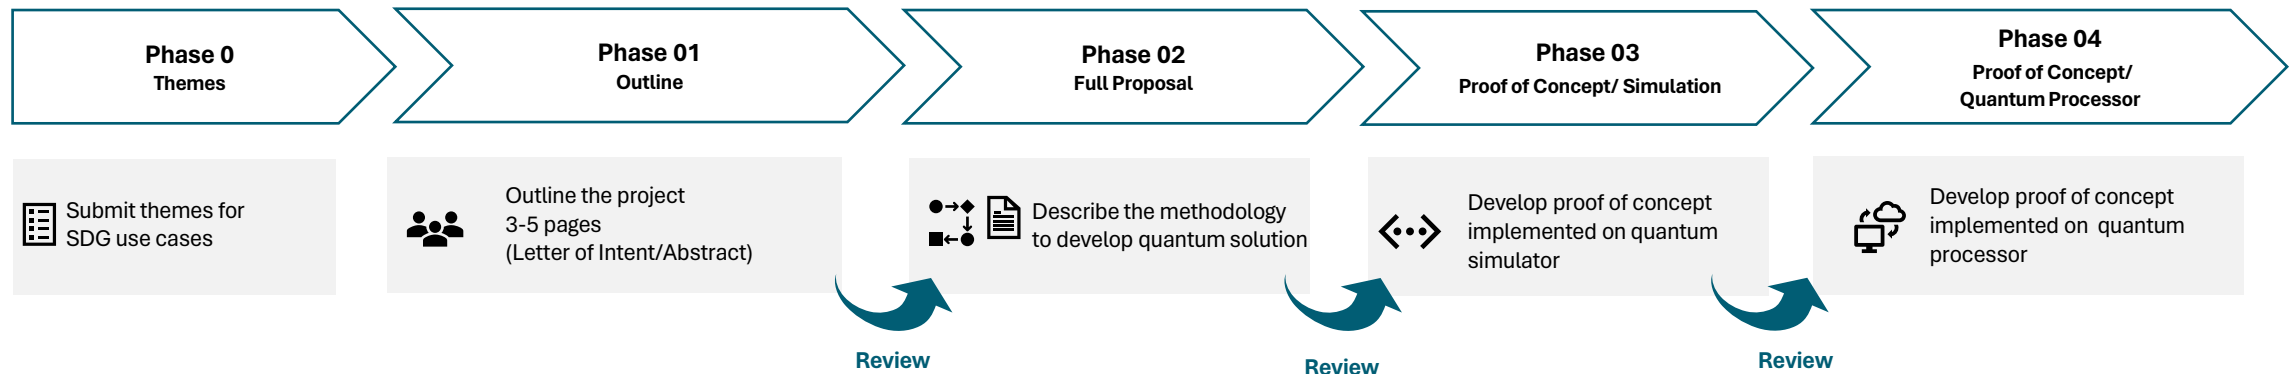 Phase 0
Themes
Phase 01
Outline
Phase 02
Full Proposal
Phase 03
Proof of Concept/ Simulation
Phase 04
Proof of Concept/
Quantum Processor
Submit themes for
SDG use cases
Outline the project
3-5 pages
(Letter of Intent/Abstract)
Describe the methodology
to develop quantum solution
Develop proof of concept
implemented on quantum
simulator
Develop proof of concept
implemented on quantum
processor
Review
Review
Review